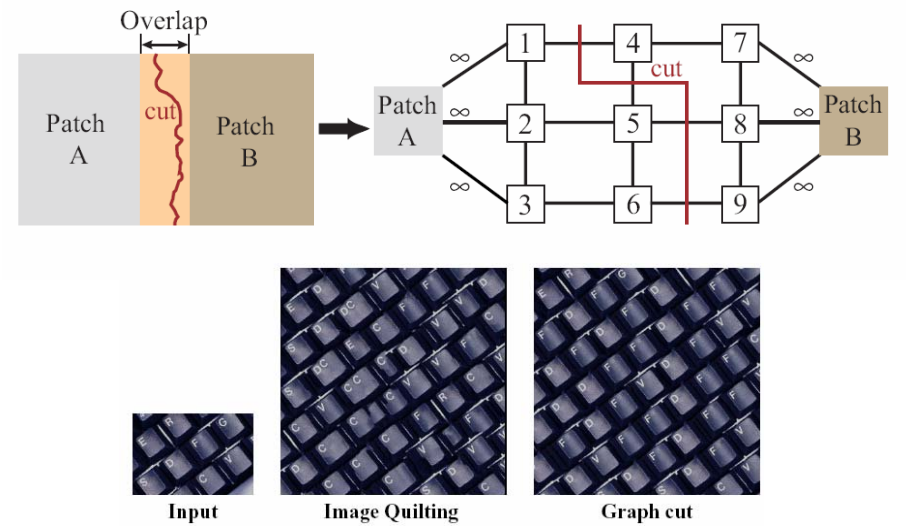 Overlap
Patch
A
cut
Patch
B
∞
∞
∞
Patch
A
1
4
7
cut
2
5
8
3
6
9
∞
∞
∞
Patch
B
Input
Image Quilting
Graph cut